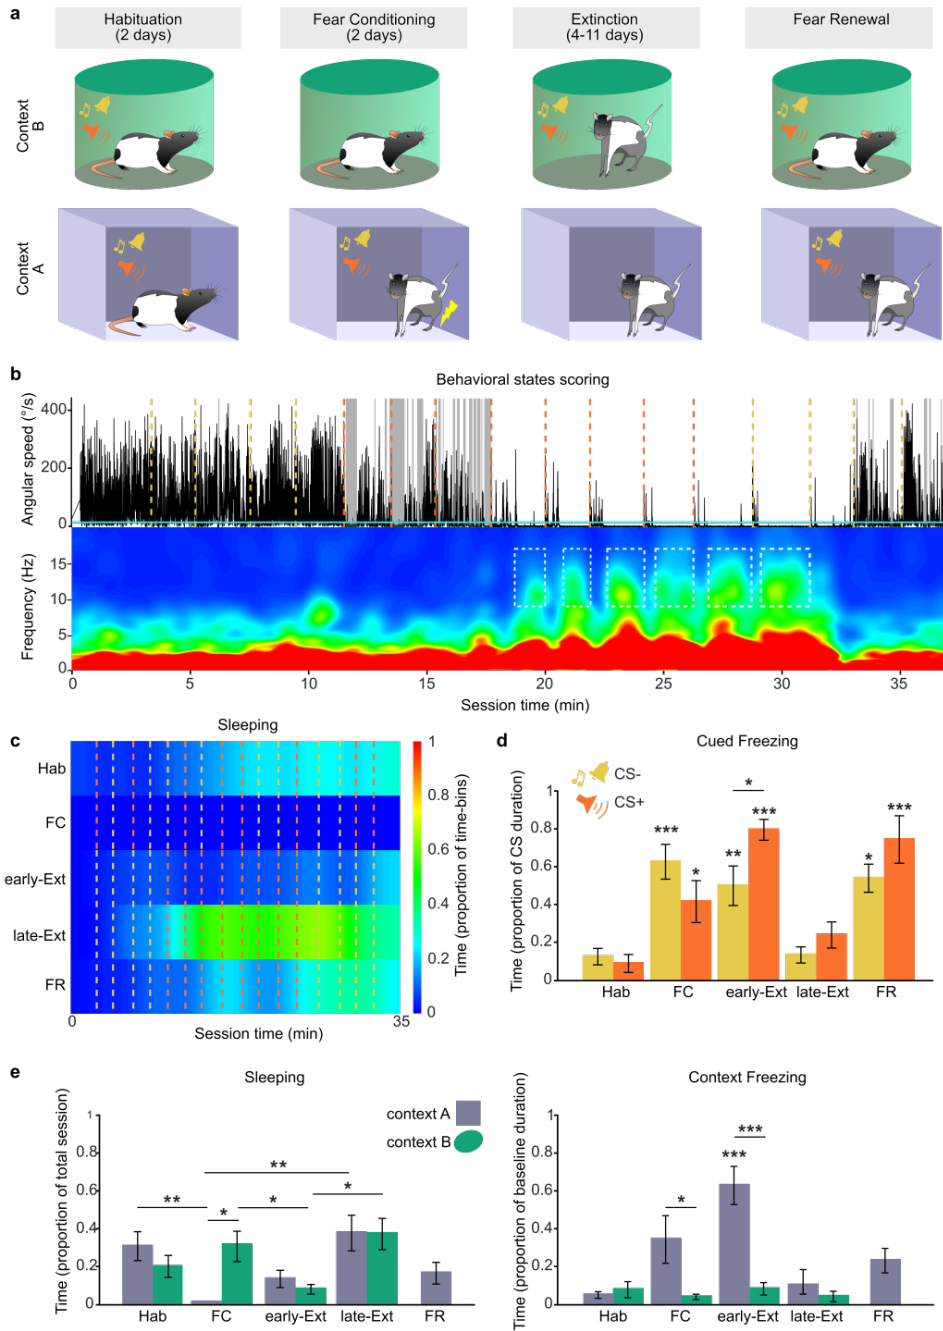 a
Habituation
(2 days)
Fear Conditioning
(2 days)
Extinction
(4-11 days)
Fear Renewal
Context
B
Context
A
b
Behavioral states scoring
Angular speed (°/s)
400
200
0
Frequency (Hz)
15
10
5
0
0 5 10 15 20 25 30 35
Session time (min)
c
Sleeping
Hab
FC
early-Ext
late-Ext
FR
0 35
Session time (min)
1
0.8
0.6
0.4
0.2
0
Time (proportion of time-bins)
d
Cued Freezing
CS-
CS+
Time (proportion of CS duration)
1
0.8
0.6
0.4
0.2
0
*** * ** * *** * ***
Hab FC early-Ext late-Ext FR
e
Sleeping
context A
context B
Time (proportion of total session)
1
0.8
0.6
0.4
0.2
0
**
** * * *
Hab FC early-Ext late-Ext FR
Context Freezing
Time (proportion of baseline duration)
1
0.8
0.6
0.4
0.2
0
***
***
*
Hab FC early-Ext late-Ext FR